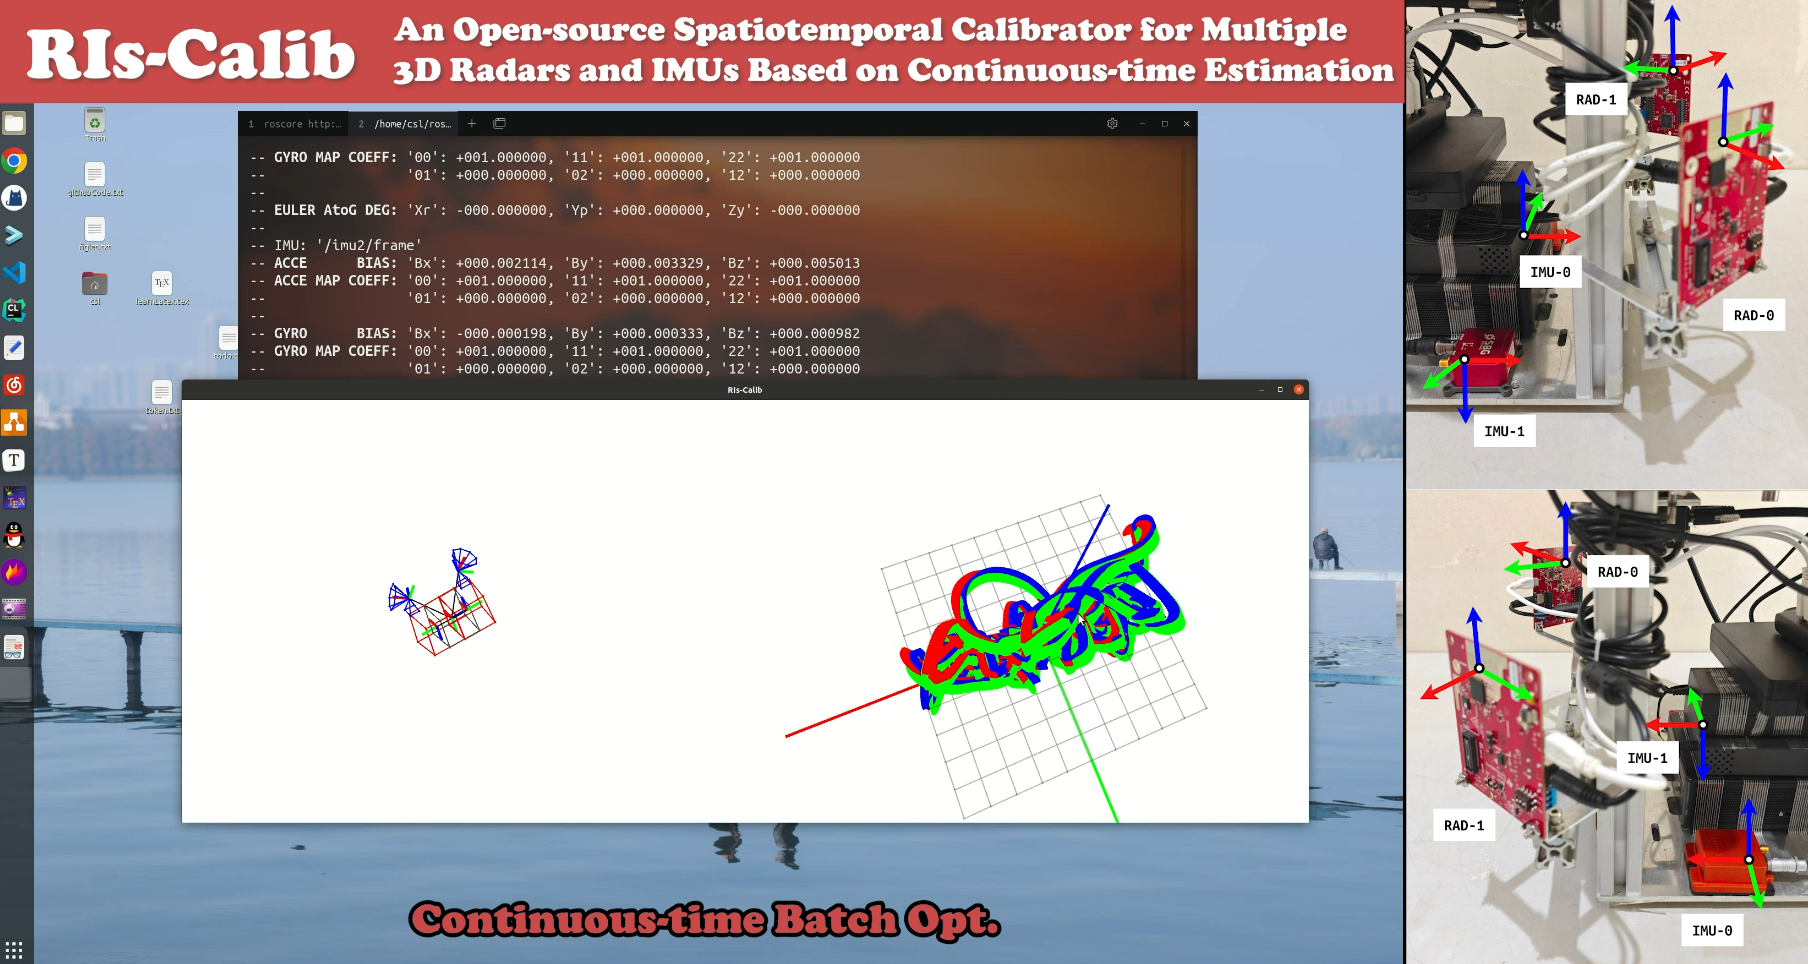 RIs-Calib
An Open-source Spatiotemporal Calibrator for Multiple
3D Radars and IMUs Based on Continuous-time Estimation
Trash
githubCode.txt
figlet.txt
csl
learnLatex.tex
token.txt
1 roscore http:...
2 /home/csl/ros...
-- GYRO MAP COEFF: '00': +001.000000, '11': +001.000000, '22': +001.000000
-- '01': +000.000000, '02': +000.000000, '12': +000.000000
--
-- EULER AtoG DEG: 'Xr': -000.000000, 'Yp': +000.000000, 'Zy': -000.000000
--
-- IMU: '/imu2/frame'
-- ACCE BIAS: 'Bx': +000.002114, 'By': +000.003329, 'Bz': +000.005013
-- ACCE MAP COEFF: '00': +001.000000, '11': +001.000000, '22': +001.000000
-- '01': +000.000000, '02': +000.000000, '12': +000.000000
--
-- GYRO BIAS: 'Bx': -000.000198, 'By': +000.000333, 'Bz': +000.000982
-- GYRO MAP COEFF: '00': +001.000000, '11': +001.000000, '22': +001.000000
-- '01': +000.000000, '02': +000.000000, '12': +000.000000
RIs-Calib
Continuous-time Batch Opt.
RAD-1
IMU-0
RAD-0
SBG
IMU-1
RAD-0
IMU-1
RAD-1
IMU-0